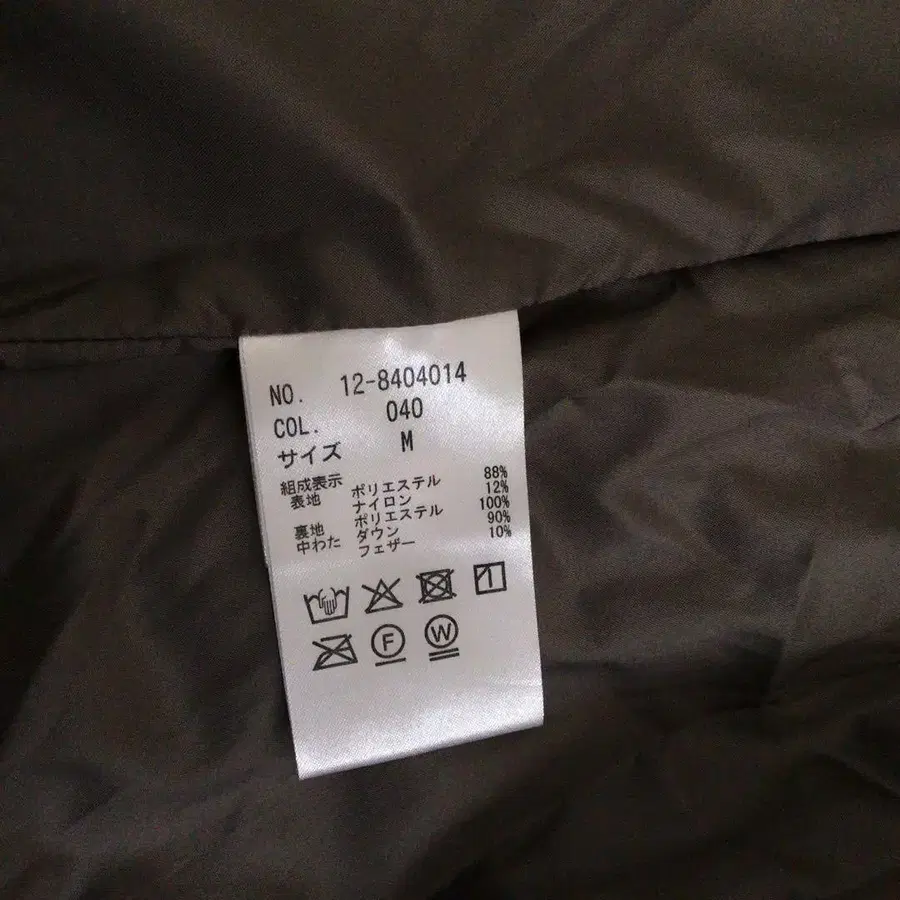 NO. 12-8404014
COL. 040
サイズ M
組成表示
表地 ポリエステル 88%
ナイロン 12%
裏地 ポリエステル 100%
中わた ダウン 90%
フェザー 10%
F W